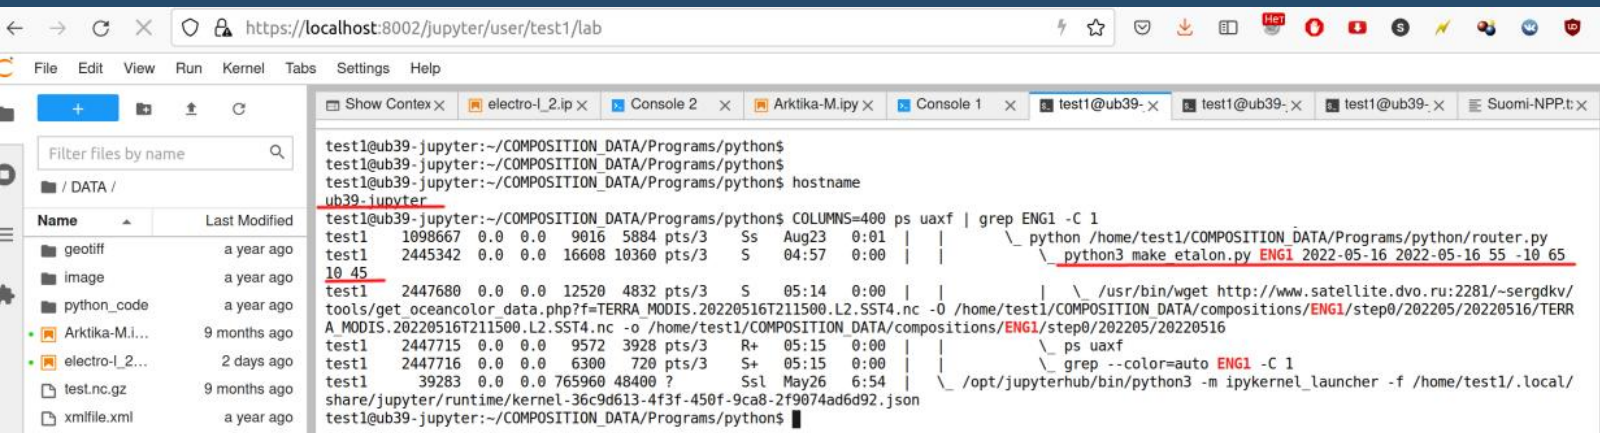 https://localhost:8002/jupyter/user/test1/lab
Нет
File Edit View Run Kernel Tabs Settings Help
Filter files by name
/ DATA /
Name Last Modified
geotiff a year ago
image a year ago
python_code a year ago
Arktika-M.i... 9 months ago
electro-l_2... 2 days ago
test.nc.gz 9 months ago
xmlfile.xml a year ago
Show Contex electro-l_2.ip Console 2 Arktika-M.ipy Console 1 test1@ub39- test1@ub39- test1@ub39- Suomi-NPP.t
test1@ub39-jupyter:~/COMPOSITION_DATA/Programs/python$
test1@ub39-jupyter:~/COMPOSITION_DATA/Programs/python$
test1@ub39-jupyter:~/COMPOSITION_DATA/Programs/python$ hostname
ub39-jupyter
test1@ub39-jupyter:~/COMPOSITION_DATA/Programs/python$ COLUMNS=400 ps uaxf | grep ENG1 -C 1
test1 1098667 0.0 0.0 9016 5884 pts/3 Ss Aug23 0:01 | | \_ python /home/test1/COMPOSITION_DATA/Programs/python/router.py
test1 2445342 0.0 0.0 16608 10360 pts/3 S 04:57 0:00 | | \_ python3 make_etalon.py ENG1 2022-05-16 2022-05-16 55 -10 65
10 45
test1 2447680 0.0 0.0 12520 4832 pts/3 S 05:14 0:00 | | | \_ /usr/bin/wget http://www.satellite.dvo.ru:2281/~sergdkv/
tools/get_oceancolor_data.php?f=TERRA_MODIS.20220516T211500.L2.SST4.nc -O /home/test1/COMPOSITION_DATA/compositions/ENG1/step0/202205/20220516/TERR
A_MODIS.20220516T211500.L2.SST4.nc -o /home/test1/COMPOSITION_DATA/compositions/ENG1/step0/202205/20220516
test1 2447715 0.0 0.0 9572 3928 pts/3 R+ 05:15 0:00 | | \_ ps uaxf
test1 2447716 0.0 0.0 6300 720 pts/3 S+ 05:15 0:00 | | \_ grep --color=auto ENG1 -C 1
test1 39283 0.0 0.0 765960 48400 ? Ssl May26 6:54 | \_ /opt/jupyterhub/bin/python3 -m ipykernel_launcher -f /home/test1/.local/
share/jupyter/runtime/kernel-36c9d613-4f3f-450f-9ca8-2f9074ad6d92.json
test1@ub39-jupyter:~/COMPOSITION_DATA/Programs/python$